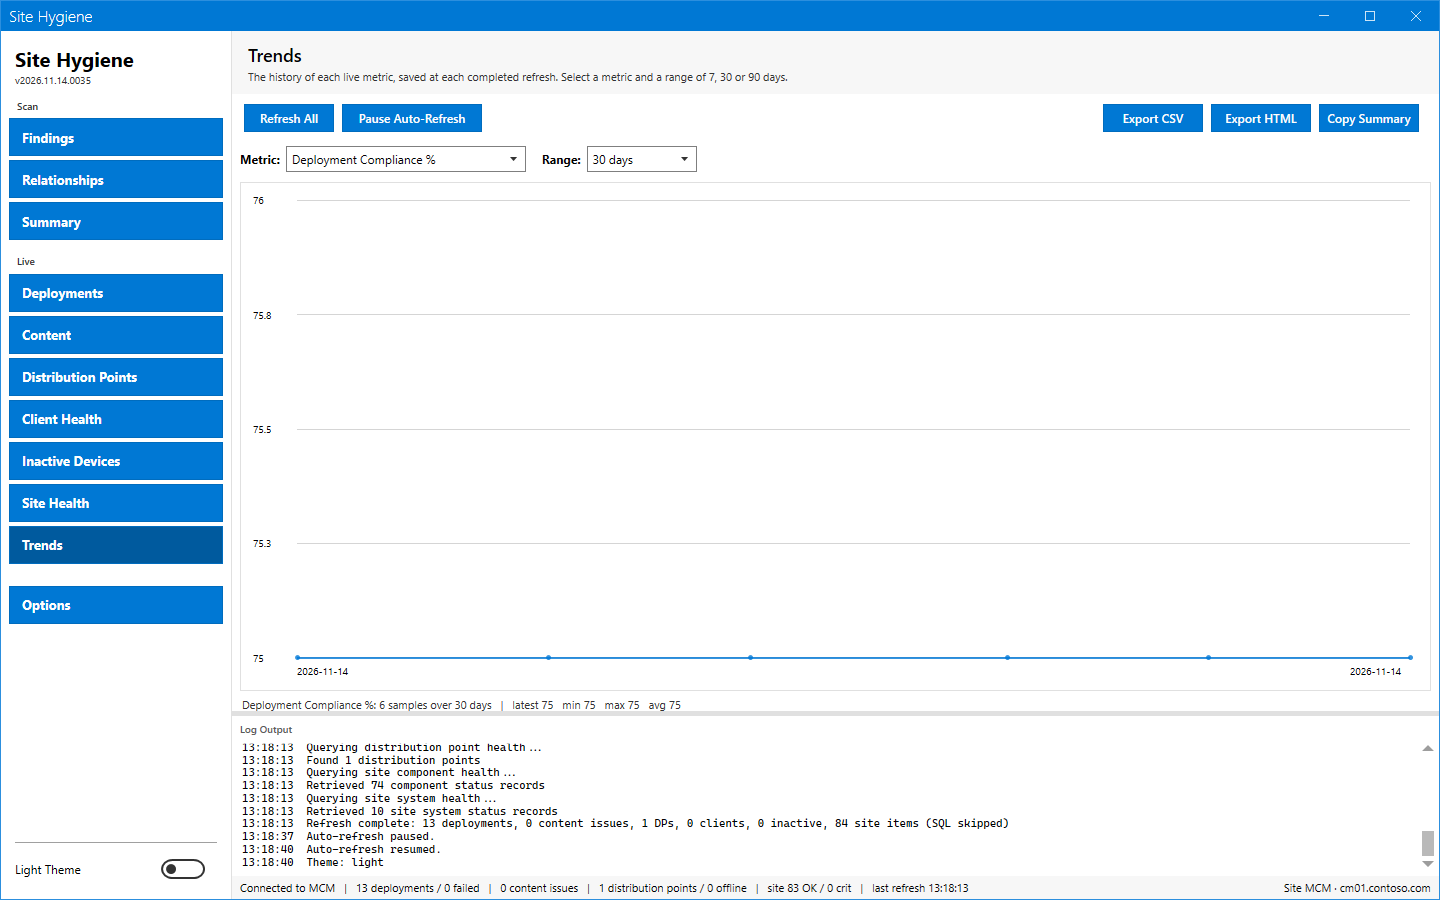 Site Hygiene
Site Hygiene
v2026.11.14.0035
Scan
Findings
Relationships
Summary
Live
Deployments
Content
Distribution Points
Client Health
Inactive Devices
Site Health
Trends
Options
Light Theme
Trends
The history of each live metric, saved at each completed refresh. Select a metric and a range of 7, 30 or 90 days.
Refresh All Pause Auto-Refresh Export CSV Export HTML Copy Summary
Metric: Deployment Compliance % Range: 30 days
76
75.8
75.5
75.3
75
2026-11-14 2026-11-14
Deployment Compliance %: 6 samples over 30 days | latest 75 min 75 max 75 avg 75
Log Output
13:18:13 Querying distribution point health...
13:18:13 Found 1 distribution points
13:18:13 Querying site component health...
13:18:13 Retrieved 74 component status records
13:18:13 Querying site system health...
13:18:13 Retrieved 10 site system status records
13:18:13 Refresh complete: 13 deployments, 0 content issues, 1 DPs, 0 clients, 0 inactive, 84 site items (SQL skipped)
13:18:37 Auto-refresh paused.
13:18:40 Auto-refresh resumed.
13:18:40 Theme: light
Connected to MCM | 13 deployments / 0 failed | 0 content issues | 1 distribution points / 0 offline | site 83 OK / 0 crit | last refresh 13:18:13 Site MCM · cm01.contoso.com